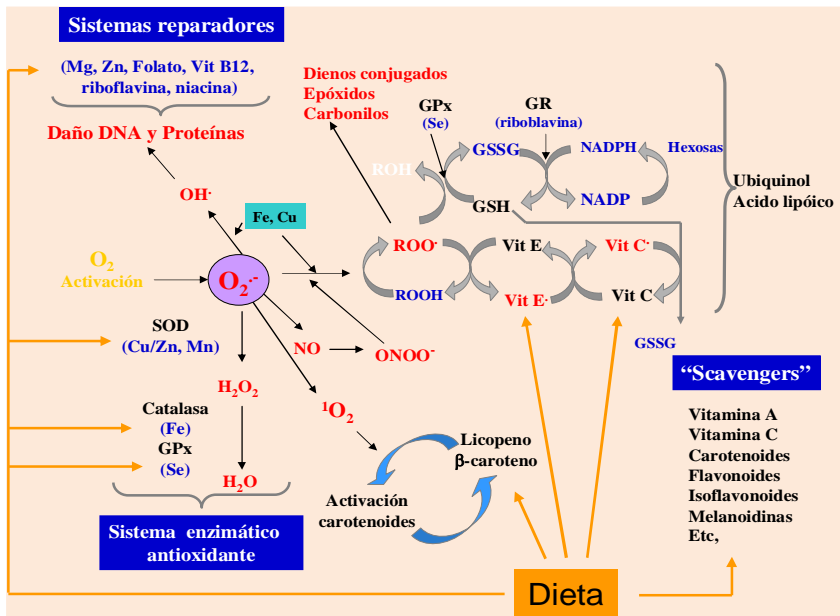 Sistemas reparadores
(Mg, Zn, Folato, Vit B12,
riboflavina, niacina)
Daño DNA y Proteínas
OH·
Fe, Cu
O₂
Activación
O₂·-
Dienos conjugados
Epóxidos
Carbonilos
GPx
(Se)
GR
(riboblavina)
ROH
GSSG
NADPH
Hexosas
GSH
NADP
Ubiquinol
Acido lipóico
ROO·
Vit E
Vit C·
ROOH
Vit E·
Vit C
GSSG
SOD
(Cu/Zn, Mn)
NO
ONOO⁻
H₂O₂
¹O₂
Catalasa
(Fe)
GPx
(Se)
H₂O
Licopeno
β-caroteno
Activación
carotenoides
Sistema enzimático
antioxidante
“Scavengers”
Vitamina A
Vitamina C
Carotenoides
Flavonoides
Isoflavonoides
Melanoidinas
Etc,
Dieta